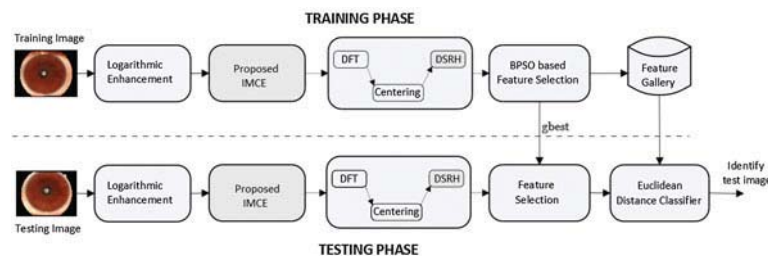 TRAINING PHASE
Training Image
Logarithmic
Enhancement
Proposed
IMCE
DFT
DSRH
Centering
BPSO based
Feature Selection
Feature
Gallery
gbest
Logarithmic
Enhancement
Proposed
IMCE
DFT
DSRH
Centering
Feature
Selection
Euclidean
Distance Classifier
Identify
test image
Testing Image
TESTING PHASE